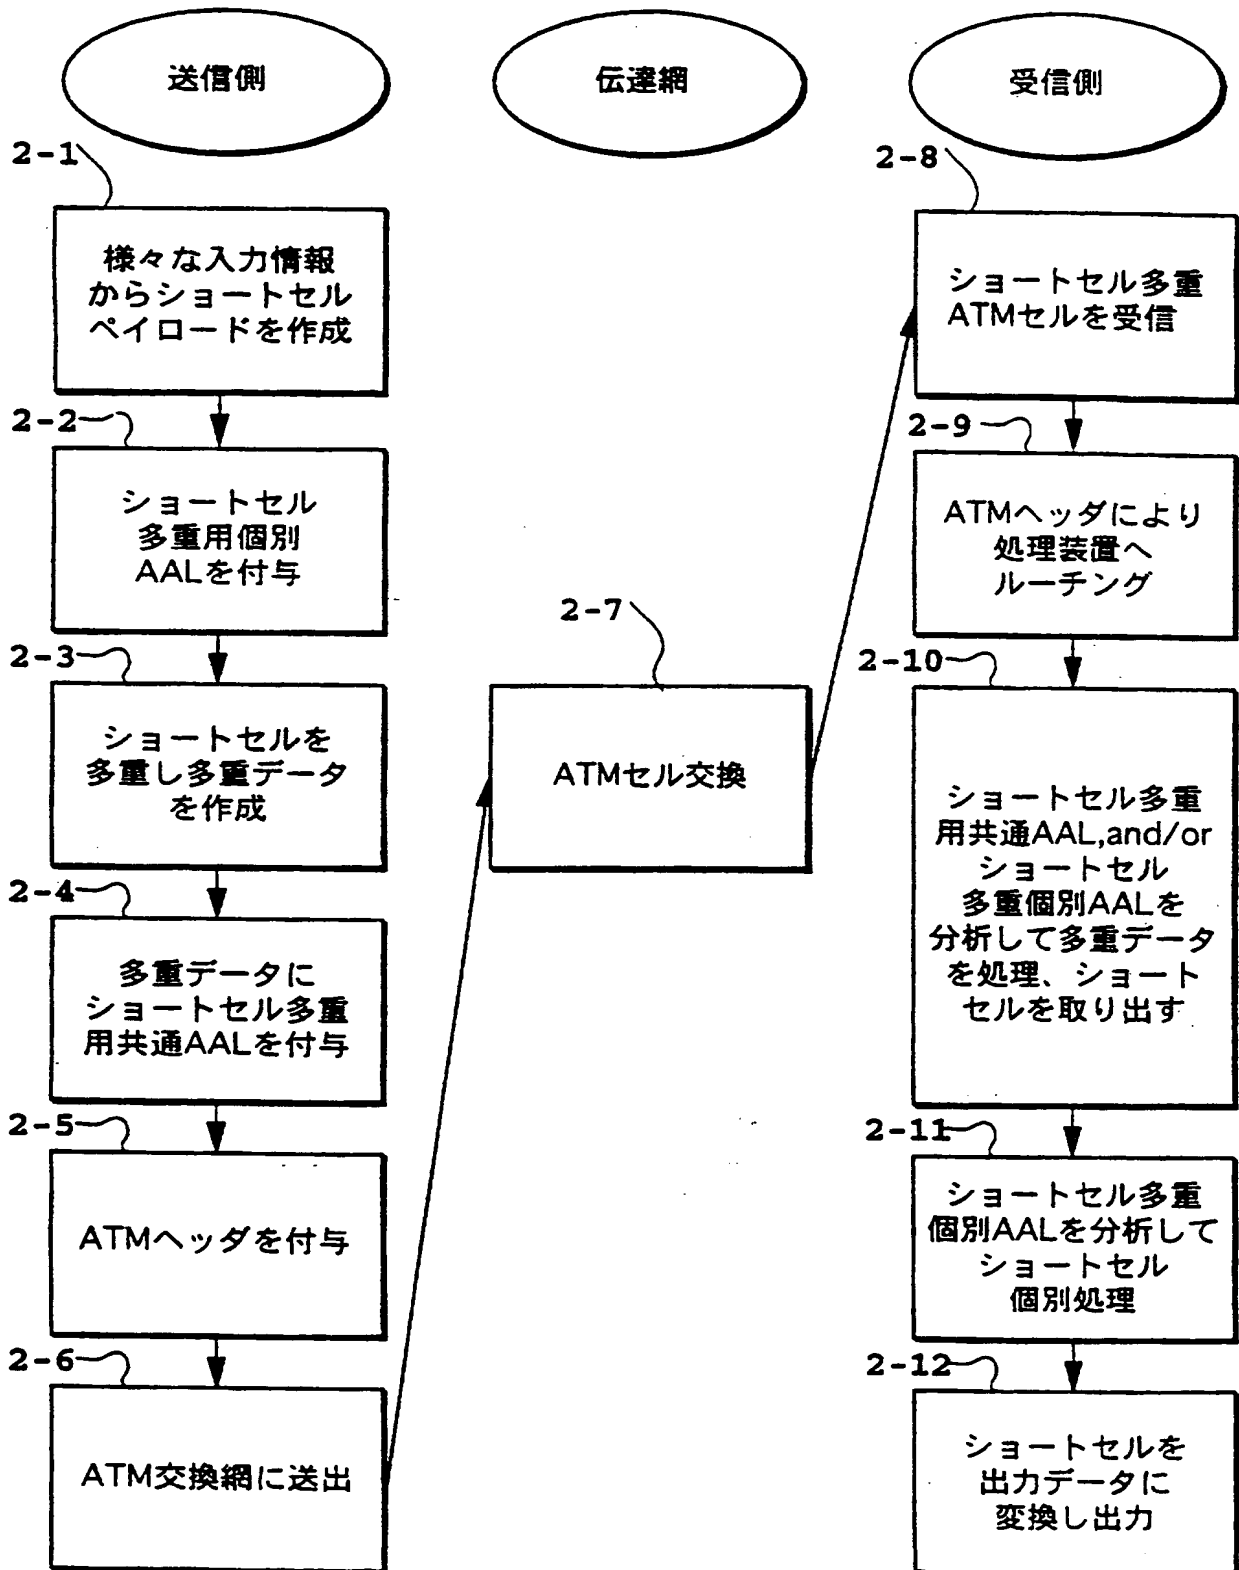 送信側
伝達網
受信側
2-1
様々な入力情報
からショートセル
ペイロードを作成
2-2
ショートセル
多重用個別
AALを付与
2-3
ショートセルを
多重し多重データ
を作成
2-4
多重データに
ショートセル多重
用共通AALを付与
2-5
ATMヘッダを付与
2-6
ATM交換網に送出
2-7
ATMセル交換
2-8
ショートセル多重
ATMセルを受信
2-9
ATMヘッダにより
処理装置へ
ルーチング
2-10
ショートセル多重
用共通AAL,and/or
ショートセル
多重個別AALを
分析して多重データ
を処理、ショート
セルを取り出す
2-11
ショートセル多重
個別AALを分析して
ショートセル
個別処理
2-12
ショートセルを
出力データに
変換し出力